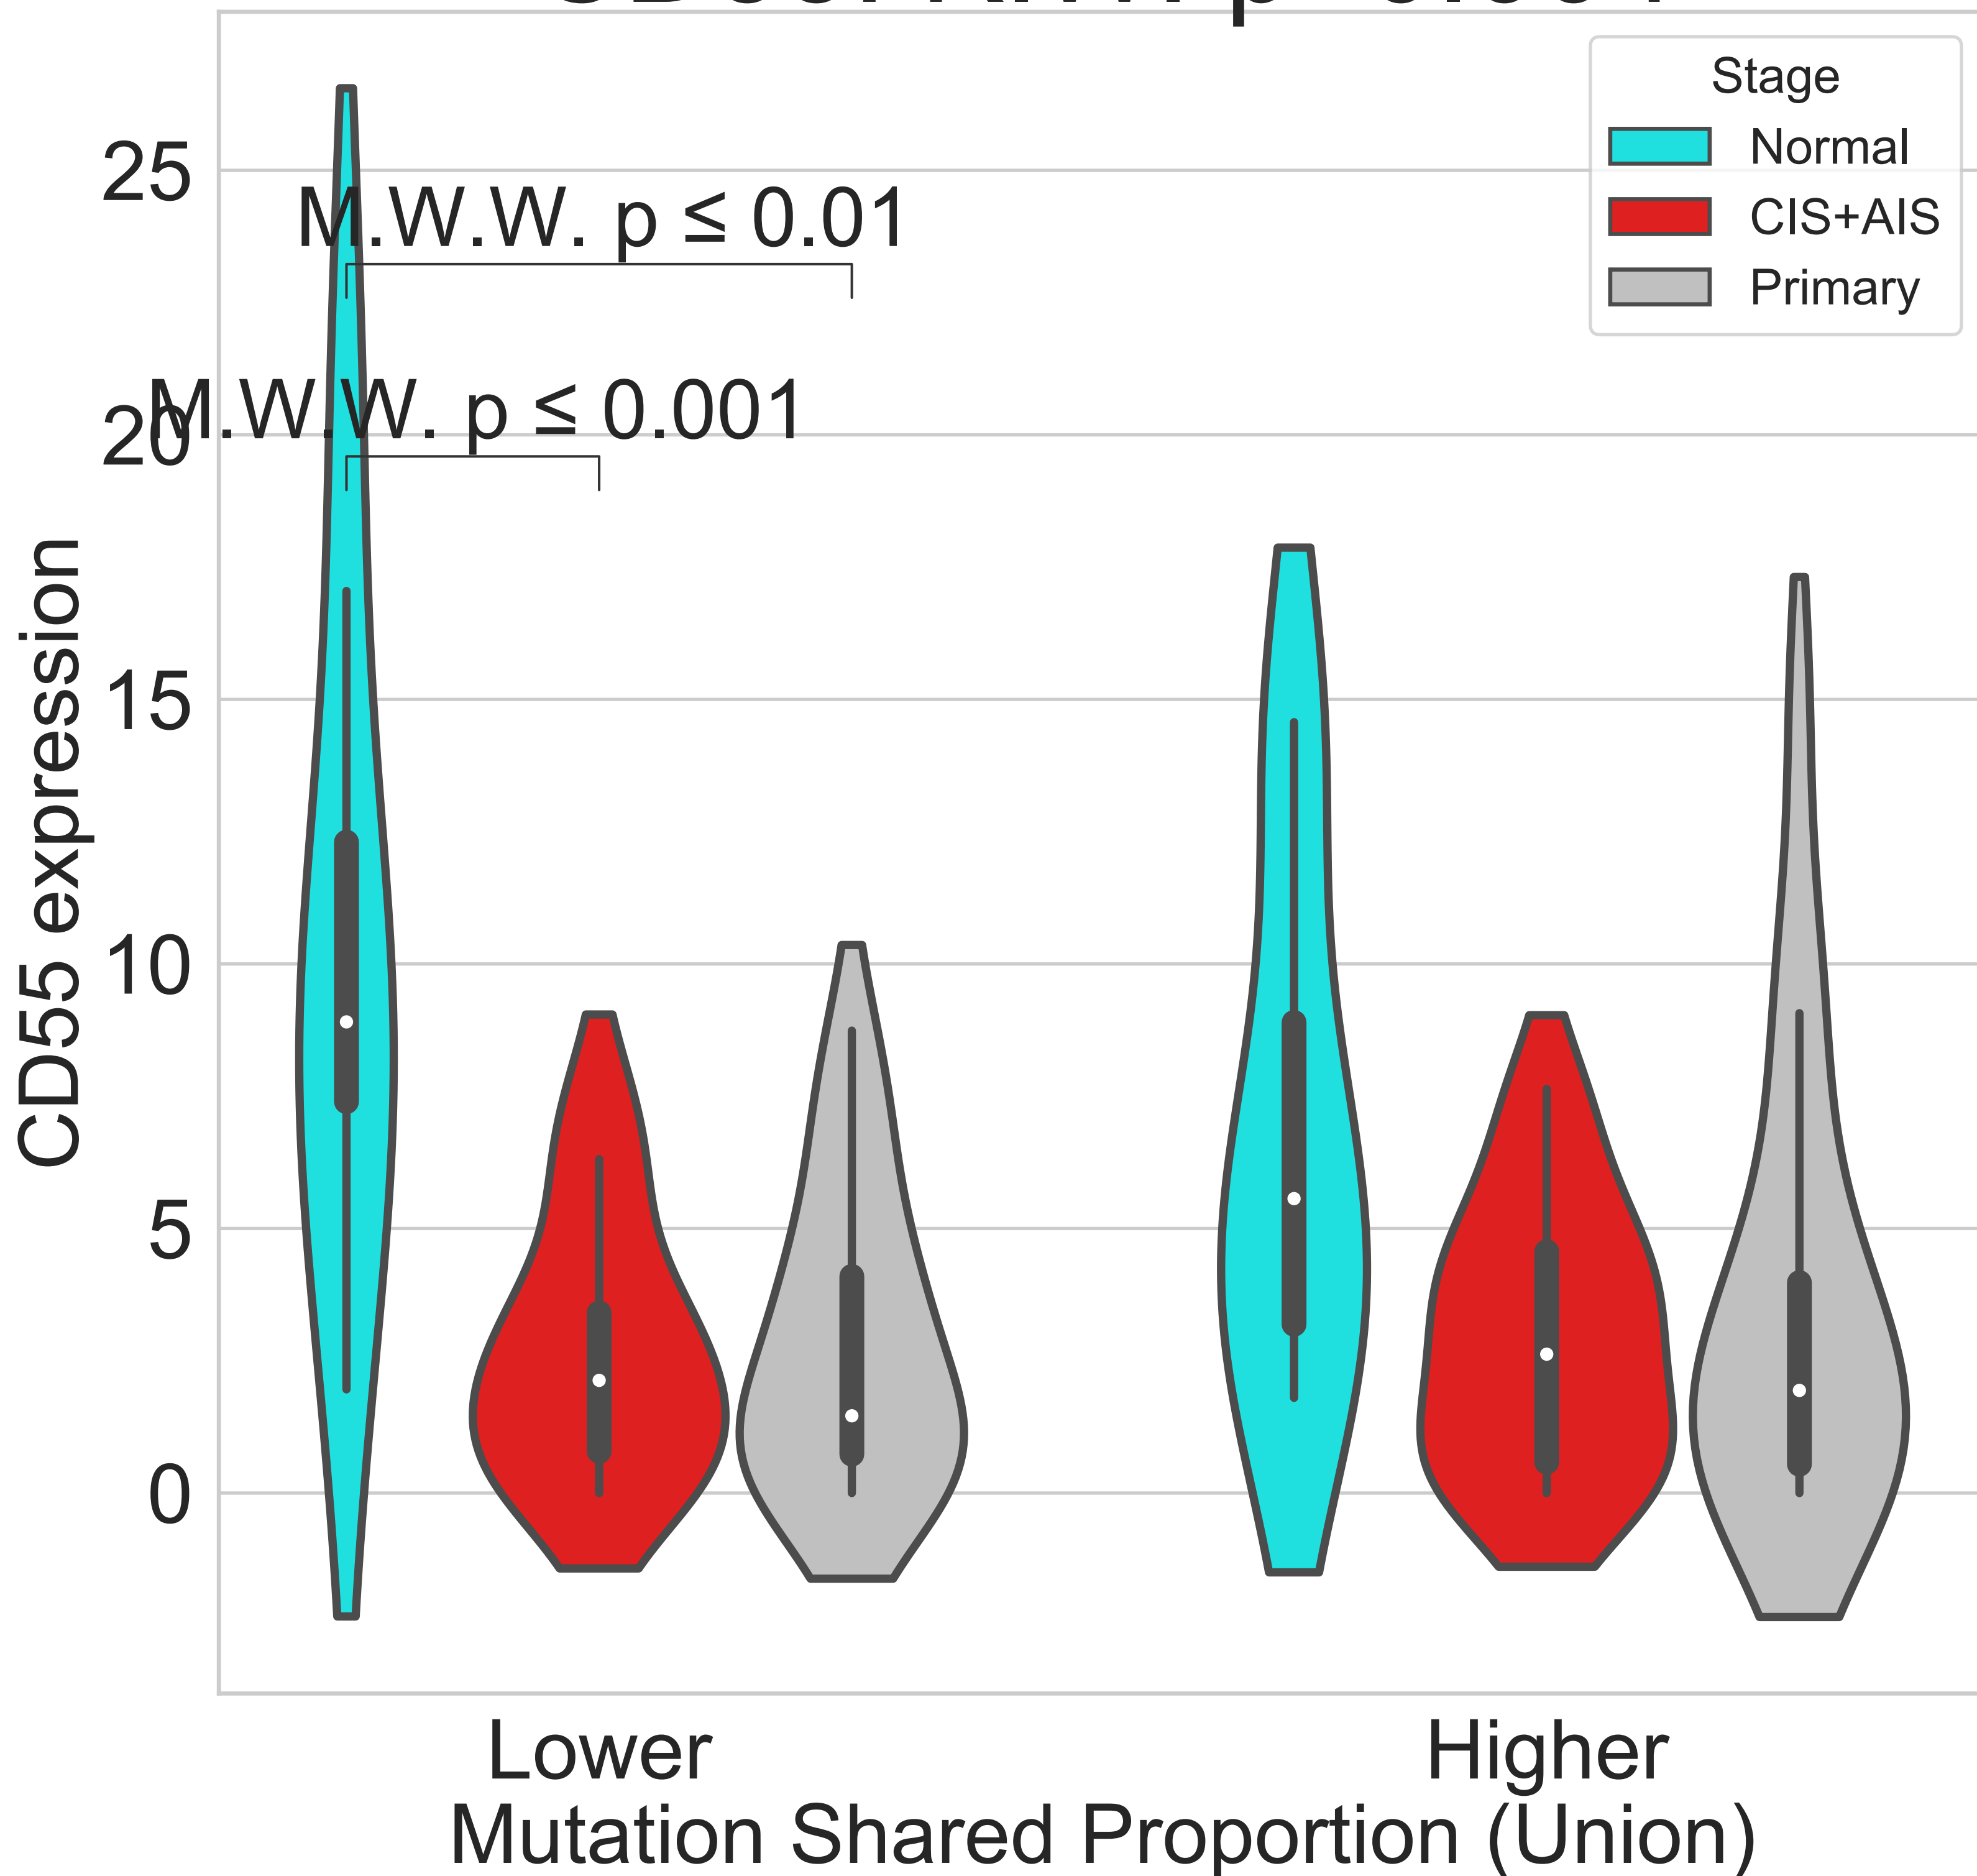 Stage
Normal
CIS+AIS
Primary
M.W.W. p ≤ 0.01
M.W.W. p ≤ 0.001
25
20
15
10
5
0
CD55 expression
Lower
Higher
Mutation Shared Proportion (Union)